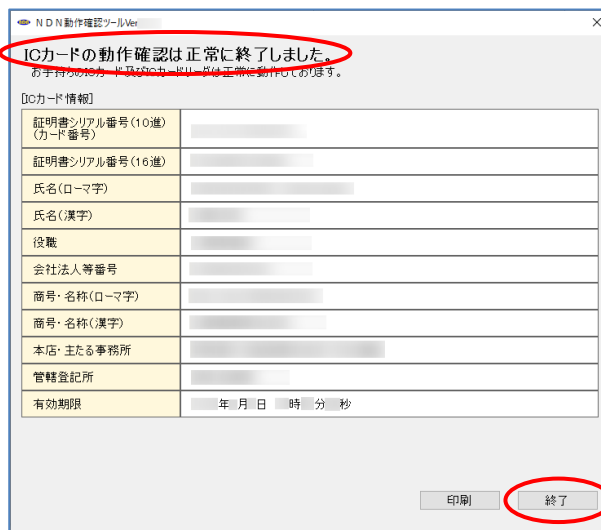 NDN動作確認ツールVer
ICカードの動作確認は正常に終了しました。
お手持ちのICカード及びICカードリーダは正常に動作しております。
[ICカード情報]
証明書シリアル番号(10進)
(カード番号)
証明書シリアル番号(16進)
氏名(ローマ字)
氏名(漢字)
役職
会社法人等番号
商号・名称(ローマ字)
商号・名称(漢字)
本店・主たる事務所
管轄登記所
有効期限 年 月 日 時 分 秒
印刷 終了